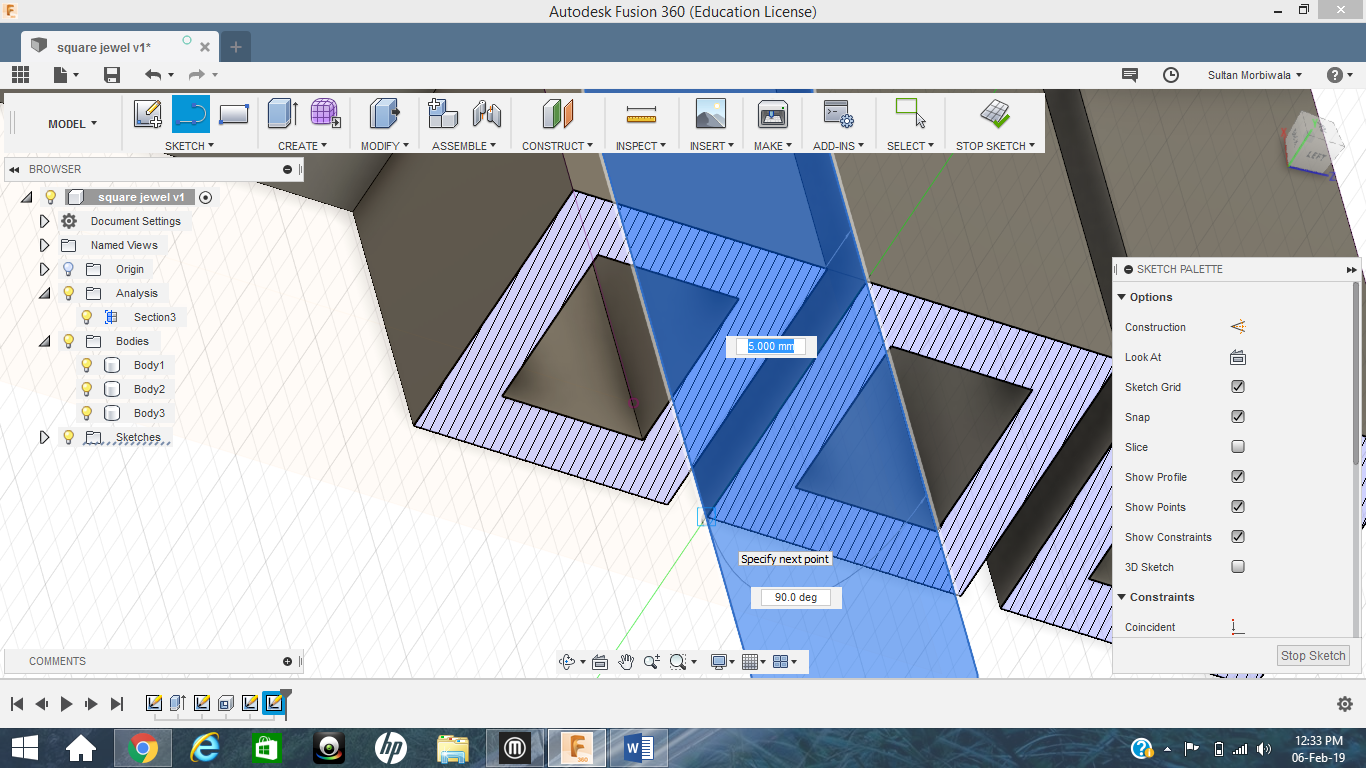 Autodesk Fusion 360 (Education License)
square jewel v1*
Sultan Morbiwala
MODEL
SKETCH
CREATE
MODIFY
ASSEMBLE
CONSTRUCT
INSPECT
INSERT
MAKE
ADD-INS
SELECT
STOP SKETCH
BROWSER
square jewel v1
Document Settings
Named Views
Origin
Analysis
Section3
Bodies
Body1
Body2
Body3
Sketches
LEFT
5.000 mm
Specify next point
90.0 deg
SKETCH PALETTE
Options
Construction
Look At
Sketch Grid
Snap
Slice
Show Profile
Show Points
Show Constraints
3D Sketch
Constraints
Coincident
Stop Sketch
COMMENTS
12:33 PM
06-Feb-19